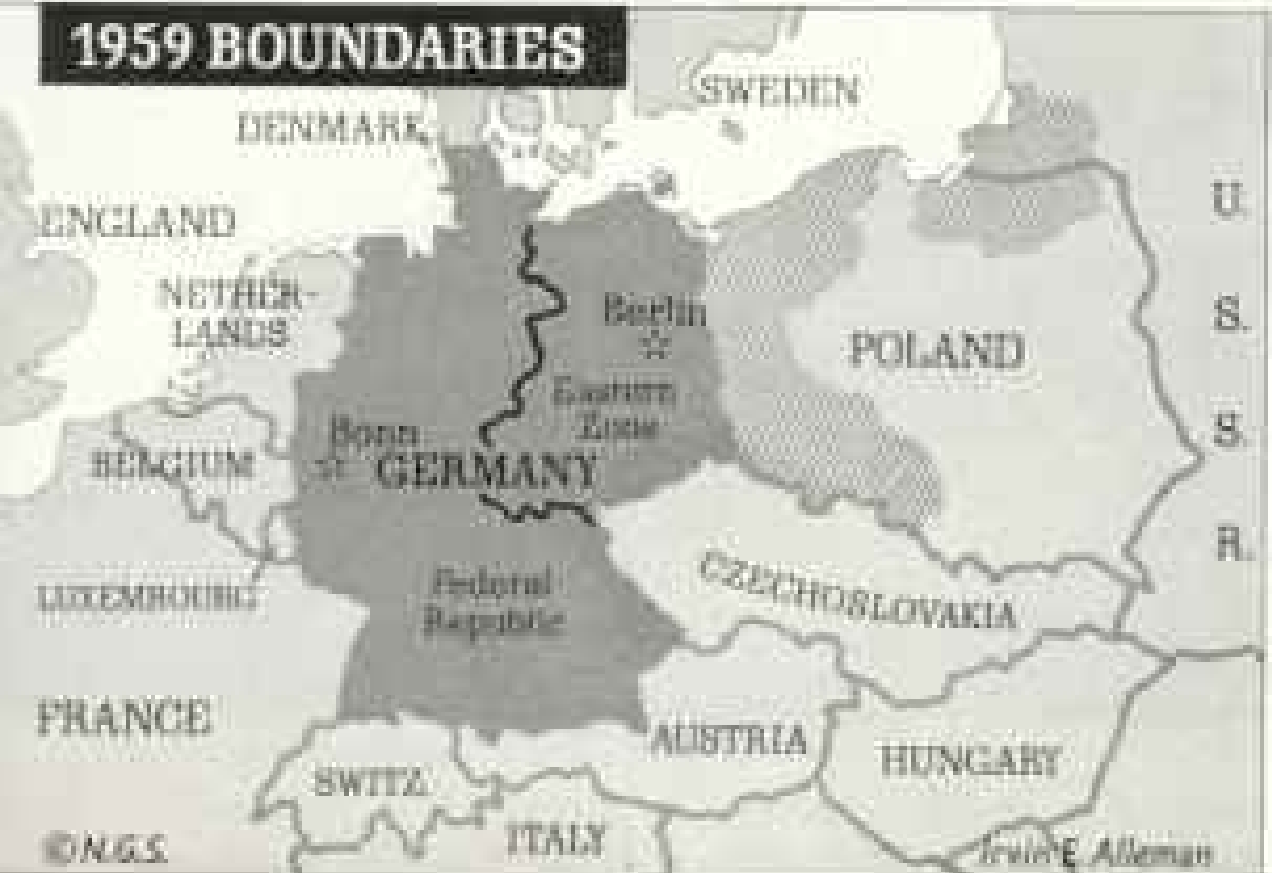 1959 BOUNDARIES
SWEDEN
DENMARK
ENGLAND
U.
NETHER-
LANDS
Berlin
S.
POLAND
Eastern
Zone
Bonn
S.
BELGIUM
GERMANY
R.
LUXEMBOURG
Federal
Republic
CZECHOSLOVAKIA
FRANCE
AUSTRIA
HUNGARY
SWITZ
ITALY
©N.G.S.
Irvin E. Alleman